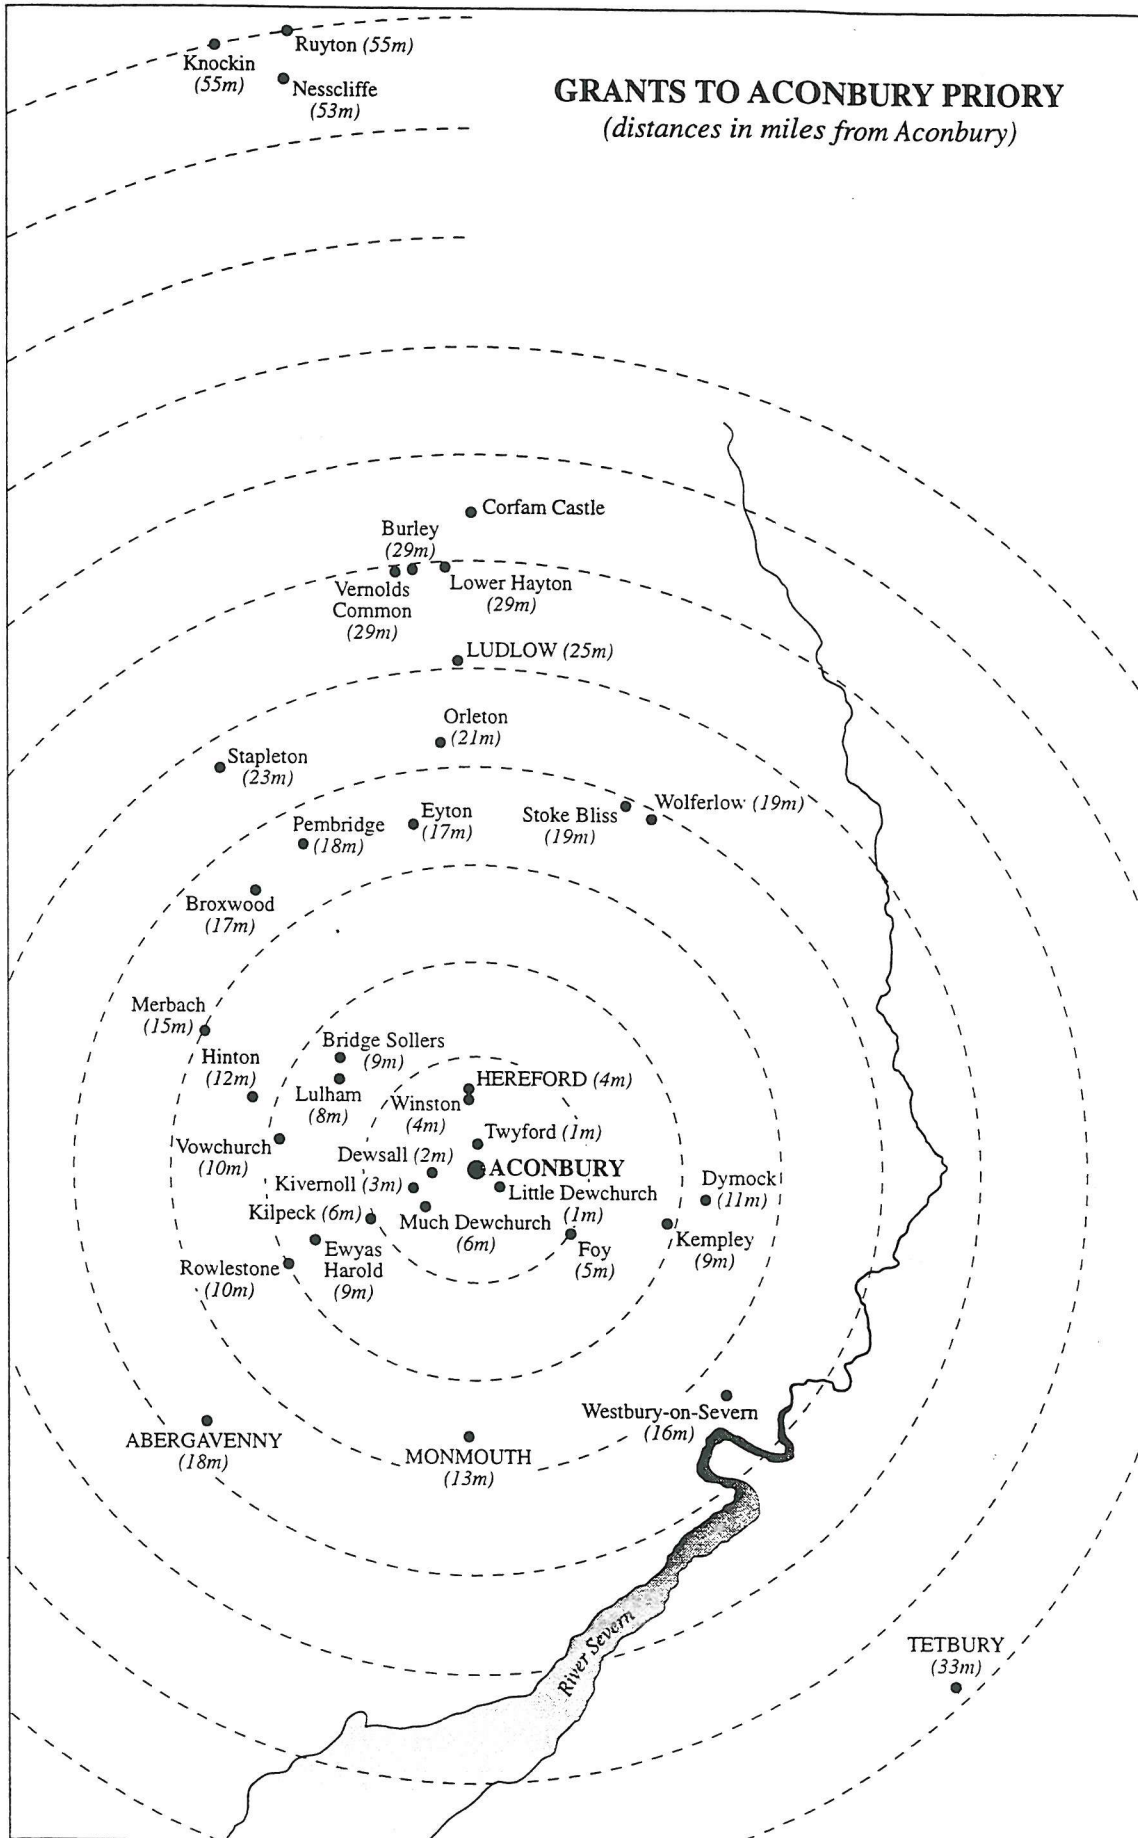 Ruyton (55m)
Knockin
(55m)
Nesscliffe
(53m)
GRANTS TO ACONBURY PRIORY
(distances in miles from Aconbury)
Corfam Castle
Burley
(29m)
Vernolds
Common
(29m)
Lower Hayton
(29m)
LUDLOW (25m)
Orleton
(21m)
Stapleton
(23m)
Eyton
(17m)
Stoke Bliss
(19m)
Wolferlow (19m)
Pembridge
(18m)
Broxwood
(17m)
Merbach
(15m)
Hinton
(12m)
Bridge Sollers
(9m)
Lulham
(8m)
HEREFORD (4m)
Winston
(4m)
Twyford (1m)
Vowchurch
(10m)
Dewsall (2m)
ACONBURY
Kivernoll (3m)
Little Dewchurch
(1m)
Dymock
(11m)
Kilpeck (6m)
Much Dewchurch
(6m)
Foy
(5m)
Kempley
(9m)
Ewyas
Harold
(9m)
Rowlestone
(10m)
Westbury-on-Severn
(16m)
ABERGAVENNY
(18m)
MONMOUTH
(13m)
River Severn
TETBURY
(33m)